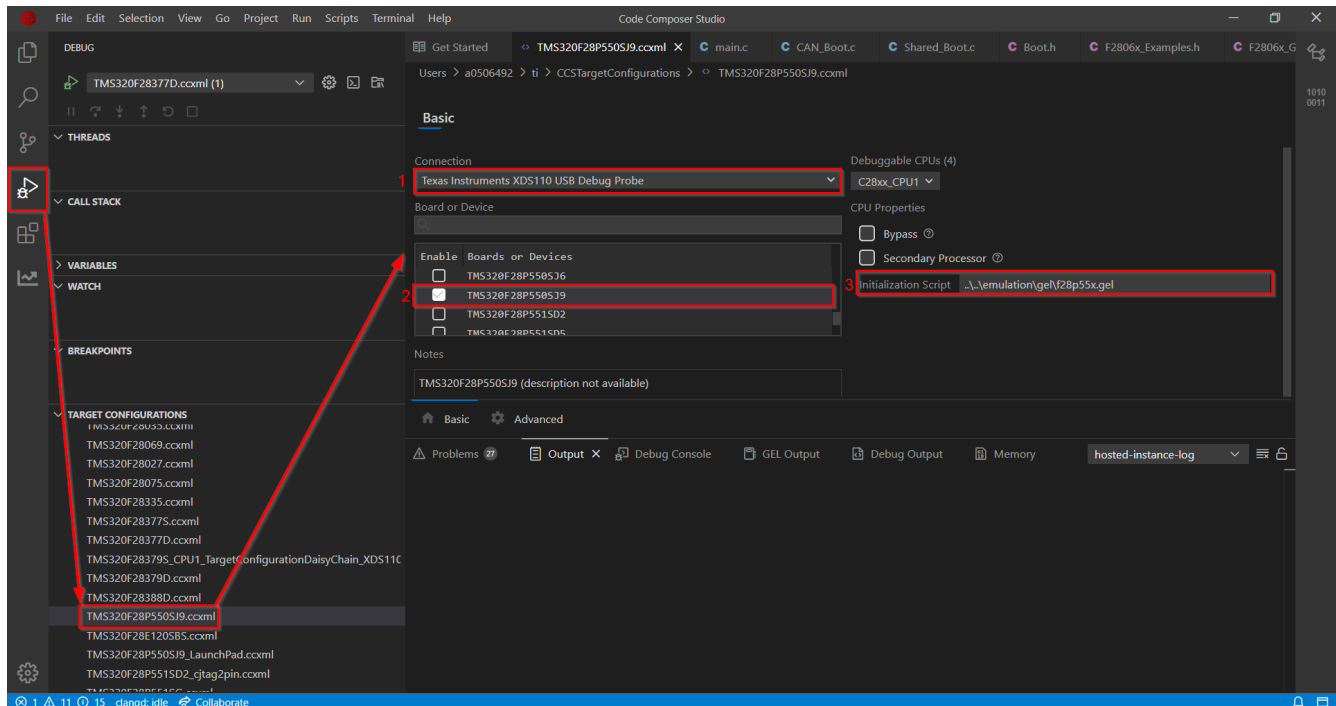 File Edit Selection View Go Project Run Scripts Terminal Help
Code Composer Studio
DEBUG
TMS320F28377D.ccxml (1)
THREADS
CALL STACK
VARIABLES
WATCH
BREAKPOINTS
TARGET CONFIGURATIONS
TMS320F28035.ccxml
TMS320F28069.ccxml
TMS320F28027.ccxml
TMS320F28075.ccxml
TMS320F28335.ccxml
TMS320F28377S.ccxml
TMS320F28377D.ccxml
TMS320F28379S_CPU1_TargetConfigurationDaisyChain_XDS110
TMS320F28379D.ccxml
TMS320F28388D.ccxml
TMS320F28P550SJ9.ccxml
TMS320F28E120SBS.ccxml
TMS320F28P550SJ9_LaunchPad.ccxml
TMS320F28P551SD2_cjtag2pin.ccxml
Get Started TMS320F28P550SJ9.ccxml C main.c C CAN_Boot.c C Shared_Boot.c C Boot.h C F2806x_Examples.h C F2806x_G
Users > a0506492 > ti > CCSTargetConfigurations > TMS320F28P550SJ9.ccxml
Basic
Connection
1 Texas Instruments XDS110 USB Debug Probe
Board or Device
Enable Boards or Devices
TMS320F28P550SJ6
2 TMS320F28P550SJ9
TMS320F28P551SD2
TMS320F28P551SD5
Notes
TMS320F28P550SJ9 (description not available)
Debuggable CPUs (4)
C28xx_CPU1
CPU Properties
Bypass
Secondary Processor
3 Initialization Script ..\..\emulation\gel\f28p55x.gel
Basic Advanced
Problems 27 Output Debug Console GEL Output Debug Output Memory hosted-instance-log
1010
0011
1 11 15 clangd: idle Collaborate